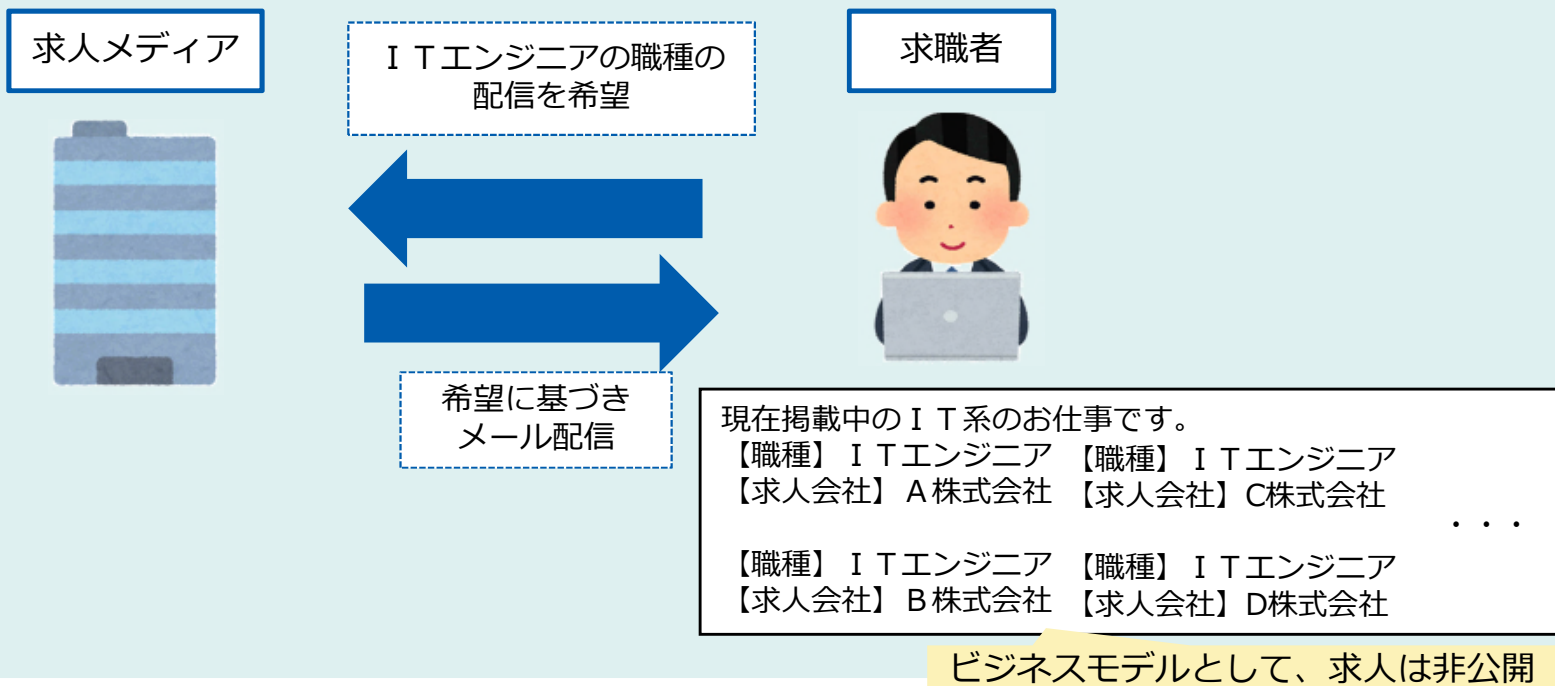 求人メディア
ＩＴエンジニアの職種の
配信を希望
求職者
希望に基づき
メール配信
現在掲載中のＩＴ系のお仕事です。
【職種】ＩＴエンジニア 【職種】ＩＴエンジニア
【求人会社】Ａ株式会社 【求人会社】C株式会社
・・・
【職種】ＩＴエンジニア 【職種】ＩＴエンジニア
【求人会社】Ｂ株式会社 【求人会社】D株式会社
ビジネスモデルとして、求人は非公開